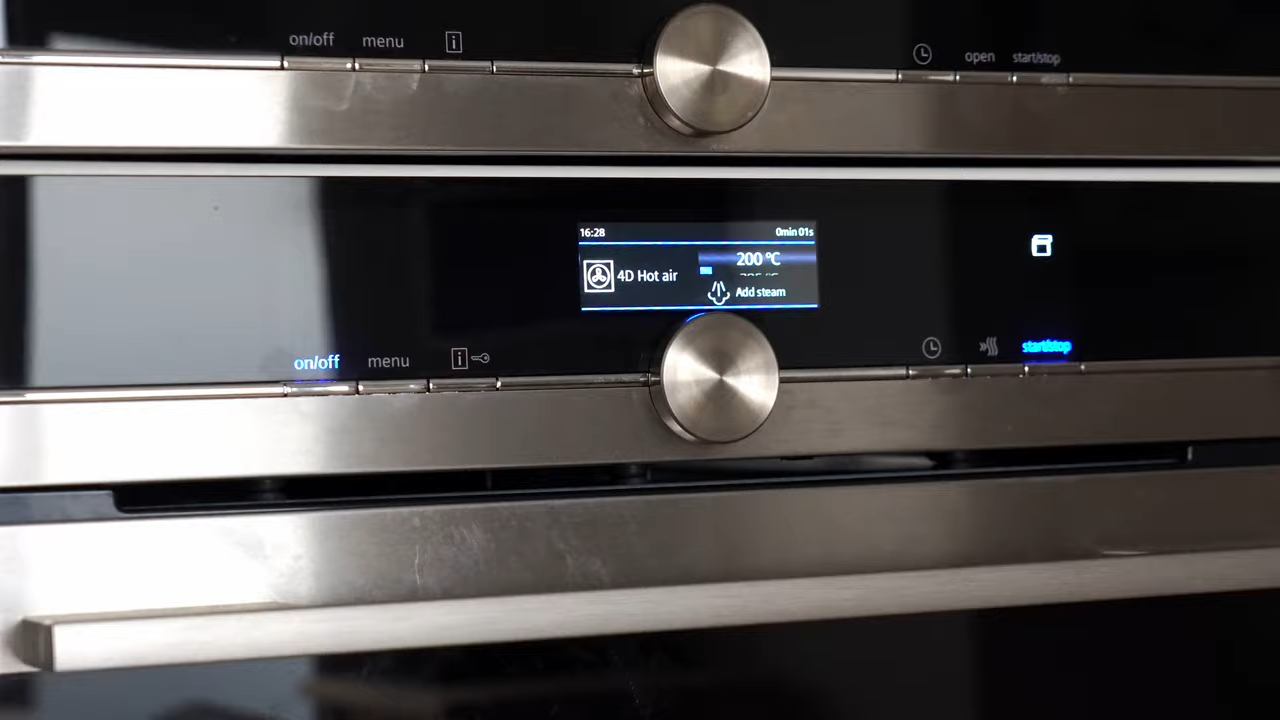 on/off menu i open start/stop
16:28 0min 01s
200 °C
4D Hot air
Add steam
on/off menu i start/stop